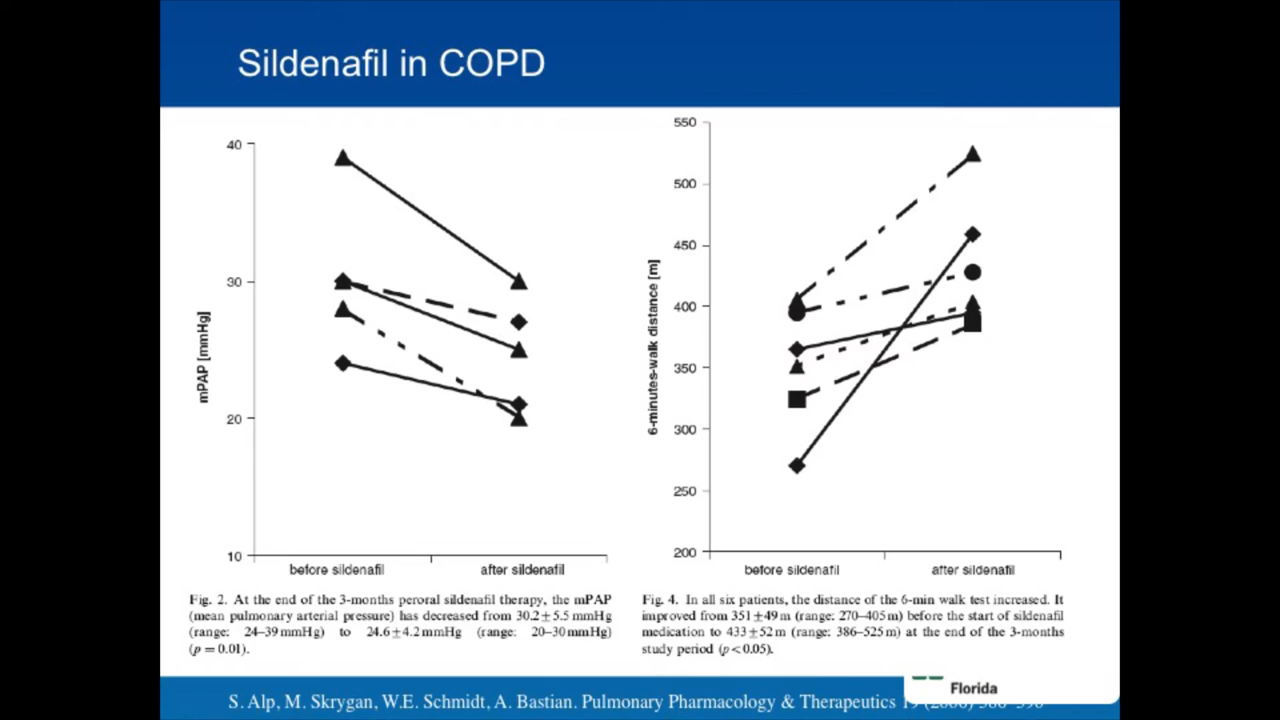 Sildenafil in COPD
40
30
20
10
mPAP [mmHg]
before sildenafil
after sildenafil
550
500
450
400
350
300
250
200
6-minutes-walk distance [m]
before sildenafil
after sildenafil
Fig. 2. At the end of the 3-months peroral sildenafil therapy, the mPAP
(mean pulmonary arterial pressure) has decreased from 30.2±5.5 mmHg
(range: 24–39 mmHg) to 24.6±4.2 mmHg (range: 20–30 mmHg)
(p = 0.01).
Fig. 4. In all six patients, the distance of the 6-min walk test increased. It
improved from 351±49 m (range: 270–405 m) before the start of sildenafil
medication to 433±52 m (range: 386–525 m) at the end of the 3-months
study period (p<0.05).
S. Alp, M. Skrygan, W.E. Schmidt, A. Bastian. Pulmonary Pharmacology & Therapeutics
Florida